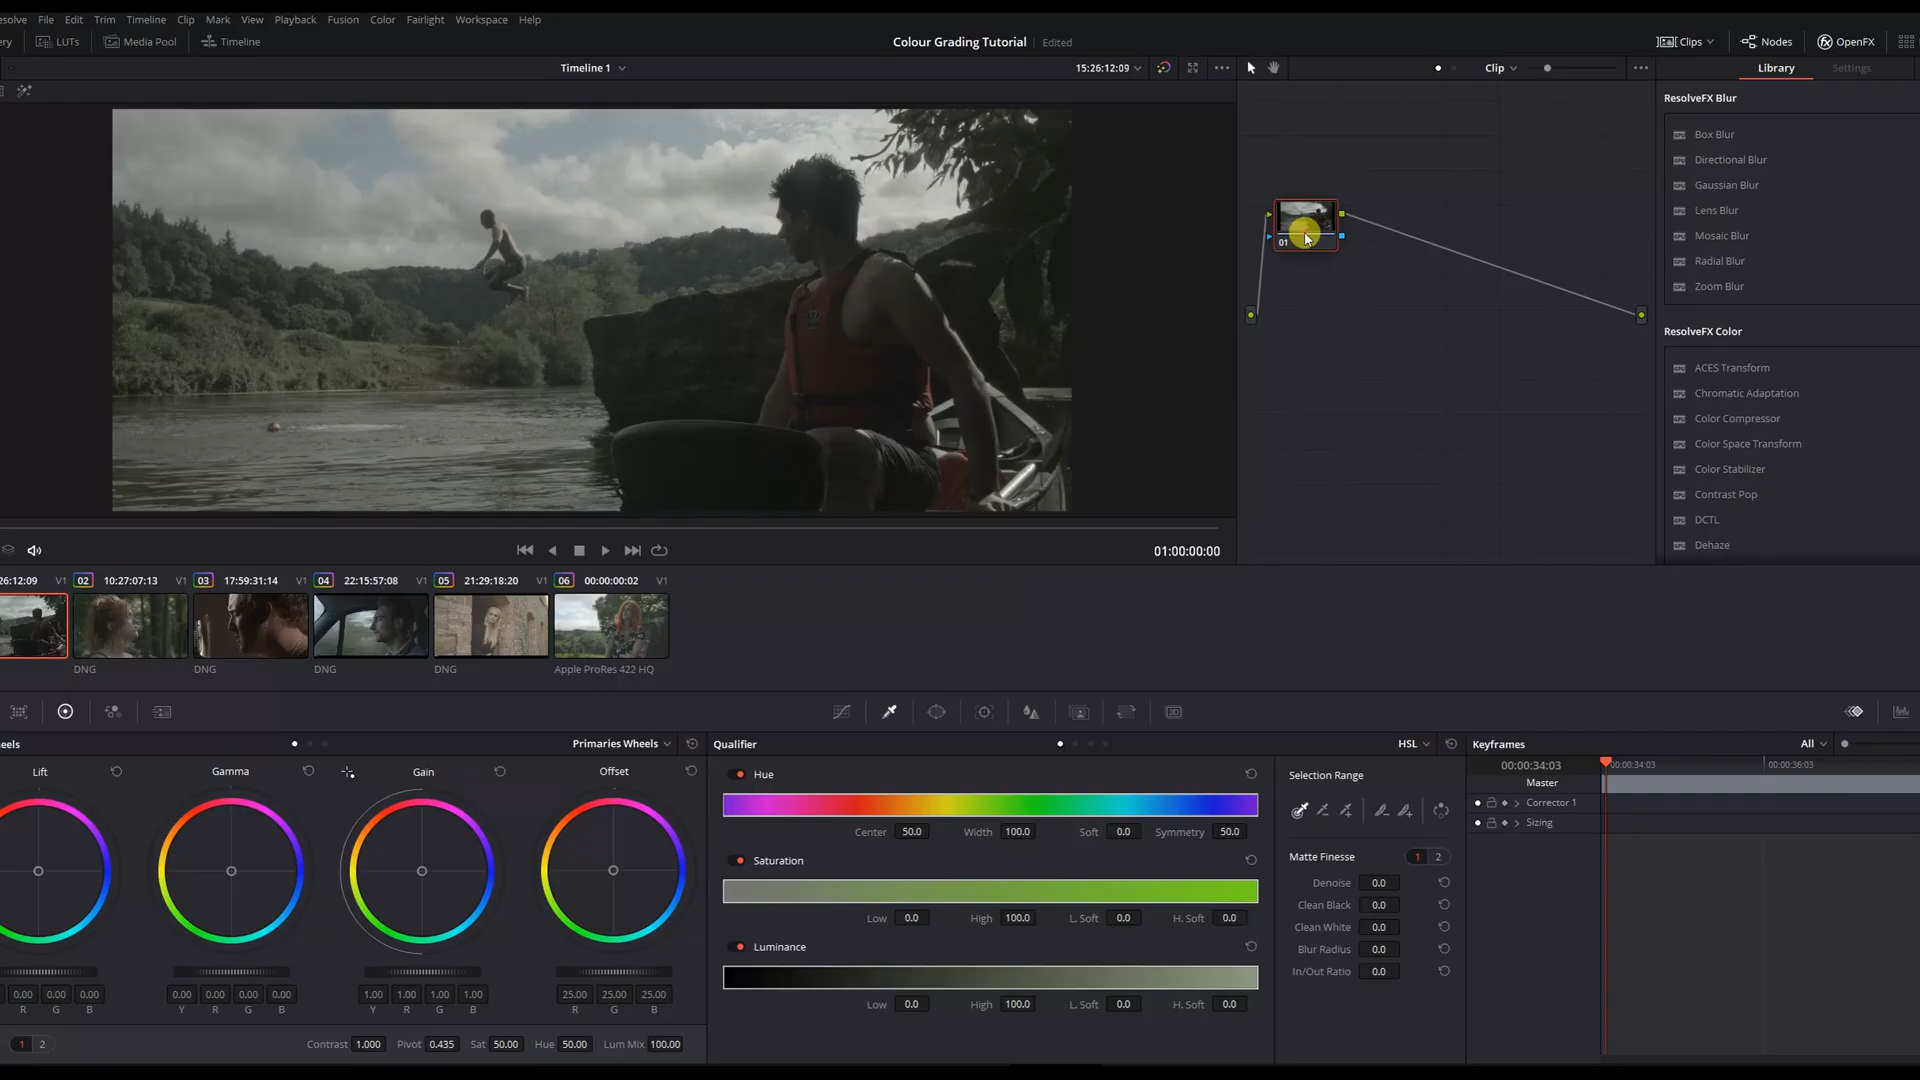 esolve File Edit Trim Timeline Clip Mark View Playback Fusion Color Fairlight Workspace Help
ery LUTs Media Pool Timeline Colour Grading Tutorial Edited Clips Nodes OpenFX
Timeline 1 15:26:12:09 Clip Library Settings
ResolveFX Blur
Box Blur
Directional Blur
Gaussian Blur
Lens Blur
Mosaic Blur
Radial Blur
Zoom Blur
01
ResolveFX Color
ACES Transform
Chromatic Adaptation
Color Compressor
Color Space Transform
Color Stabilizer
Contrast Pop
DCTL
Dehaze
01:00:00:00
26:12:09 V1 02 10:27:07:13 V1 03 17:59:31:14 V1 04 22:15:57:08 V1 05 21:29:18:20 V1 06 00:00:00:02 V1
DNG DNG DNG DNG Apple ProRes 422 HQ
3D
eels Primaries Wheels Qualifier HSL Keyframes All
Lift Gamma Gain Offset
Hue
Center 50.0 Width 100.0 Soft 0.0 Symmetry 50.0
Saturation
Low 0.0 High 100.0 L. Soft 0.0 H. Soft 0.0
Luminance
Low 0.0 High 100.0 L. Soft 0.0 H. Soft 0.0
Selection Range
Matte Finesse 1 2
Denoise 0.0
Clean Black 0.0
Clean White 0.0
Blur Radius 0.0
In/Out Ratio 0.0
00:00:34:03 00:00:34:03 00:00:36:03
Master
Corrector 1
Sizing
0.00 0.00 0.00 0.00 0.00 0.00 0.00 1.00 1.00 1.00 1.00 25.00 25.00 25.00
R G B Y R G B Y R G B R G B
1 2 Contrast 1.000 Pivot 0.435 Sat 50.00 Hue 50.00 Lum Mix 100.00